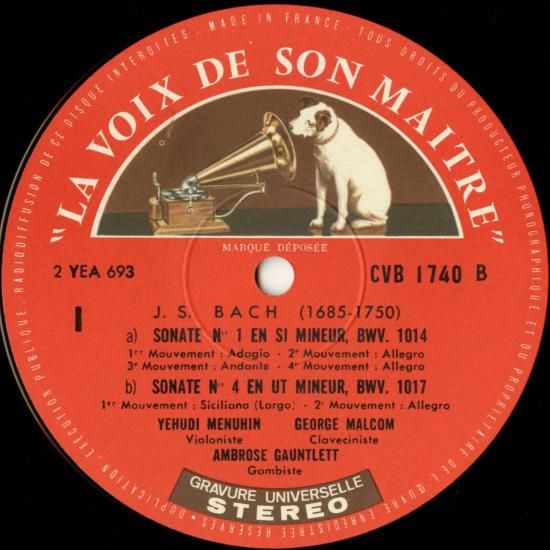 DUPLICATION, EXÉCUTION PUBLIQUE, RADIODIFFUSION DE CE DISQUE INTERDITES • MADE IN FRANCE • TOUS DROITS DU PRODUCTEUR PHONOGRAPHIQUE ET DU PROPRIÉTAIRE DE L'ŒUVRE ENREGISTRÉE RÉSERVÉS •
"LA VOIX DE SON MAITRE"
MARQUE DÉPOSÉE
2 YEA 693
CVB 1740 B
I
J. S. BACH (1685-1750)
a) SONATE No 1 EN SI MINEUR, BWV. 1014
1er Mouvement : Adagio - 2e Mouvement : Allegro
3e Mouvement : Andante - 4e Mouvement : Allegro
b) SONATE No 4 EN UT MINEUR, BWV. 1017
1er Mouvement : Siciliano (Largo) - 2e Mouvement : Allegro
YEHUDI MENUHIN GEORGE MALCOM
Violoniste Claveciniste
AMBROSE GAUNTLETT
Gambiste
GRAVURE UNIVERSELLE
STEREO